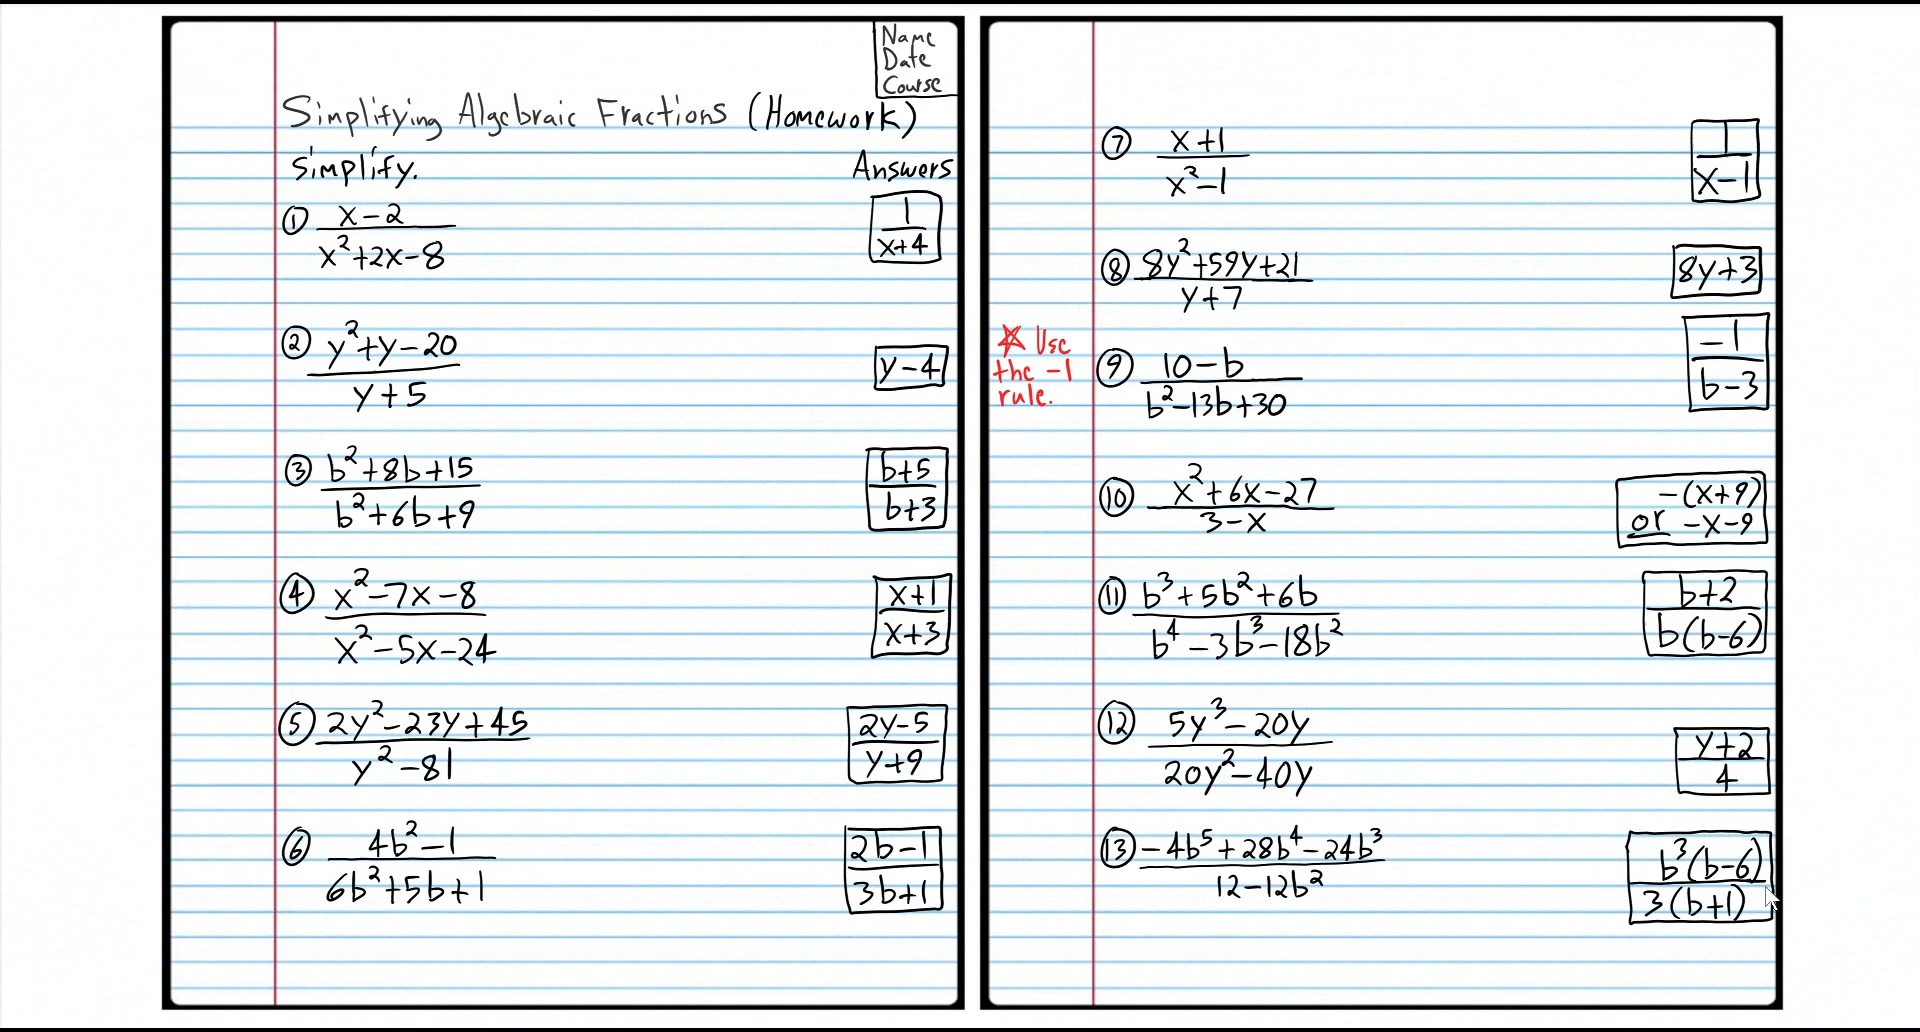 Name
Date
Course
Simplifying Algebraic Fractions (Homework)
Simplify. Answers
① x-2 / x²+2x-8 1 / x+4
② y²+y-20 / y+5 y-4
③ b²+8b+15 / b²+6b+9 b+5 / b+3
④ x²-7x-8 / x²-5x-24 x+1 / x+3
⑤ 2y²-23y+45 / y²-81 2y-5 / y+9
⑥ 4b²-1 / 6b²+5b+1 2b-1 / 3b+1
⑦ x+1 / x²-1 1 / x-1
⑧ 8y²+59y+21 / y+7 8y+3
☆ Use
the -1
rule.
⑨ 10-b / b²-13b+30 -1 / b-3
⑩ x²+6x-27 / 3-x -(x+9)
or -x-9
⑪ b³+5b²+6b / b⁴-3b³-18b² b+2 / b(b-6)
⑫ 5y³-20y / 20y²-40y y+2 / 4
⑬ -4b⁵+28b⁴-24b³ / 12-12b² b³(b-6) / 3(b+1)